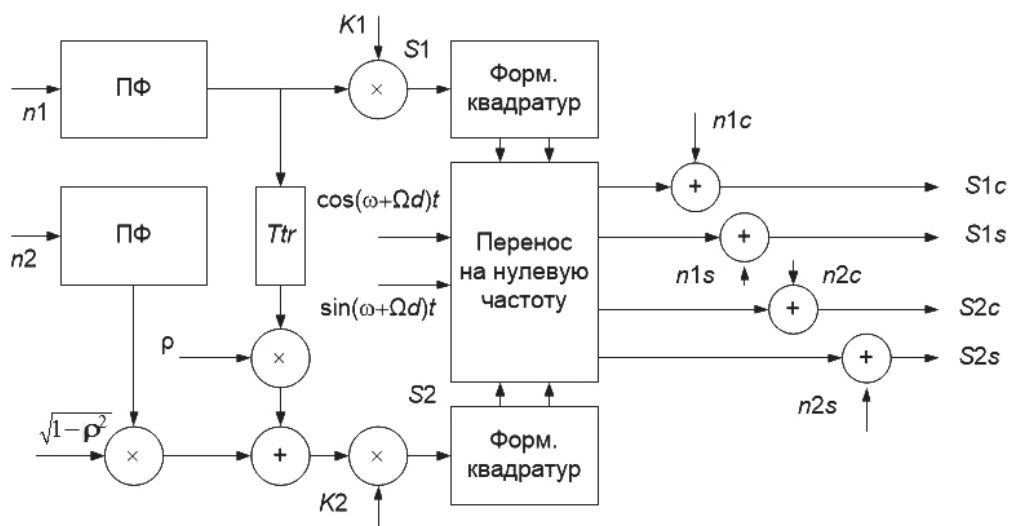 K1
S1
ПФ
n1
×
Форм.
квадратур
n1c
+
S1c
ПФ
n2
Ttr
cos(ω+Ωd)t
sin(ω+Ωd)t
Перенос
на нулевую
частоту
+
S1s
n1s
n2c
+
S2c
ρ
×
+
S2s
n2s
S2
√1−ρ²
×
+
×
K2
Форм.
квадратур